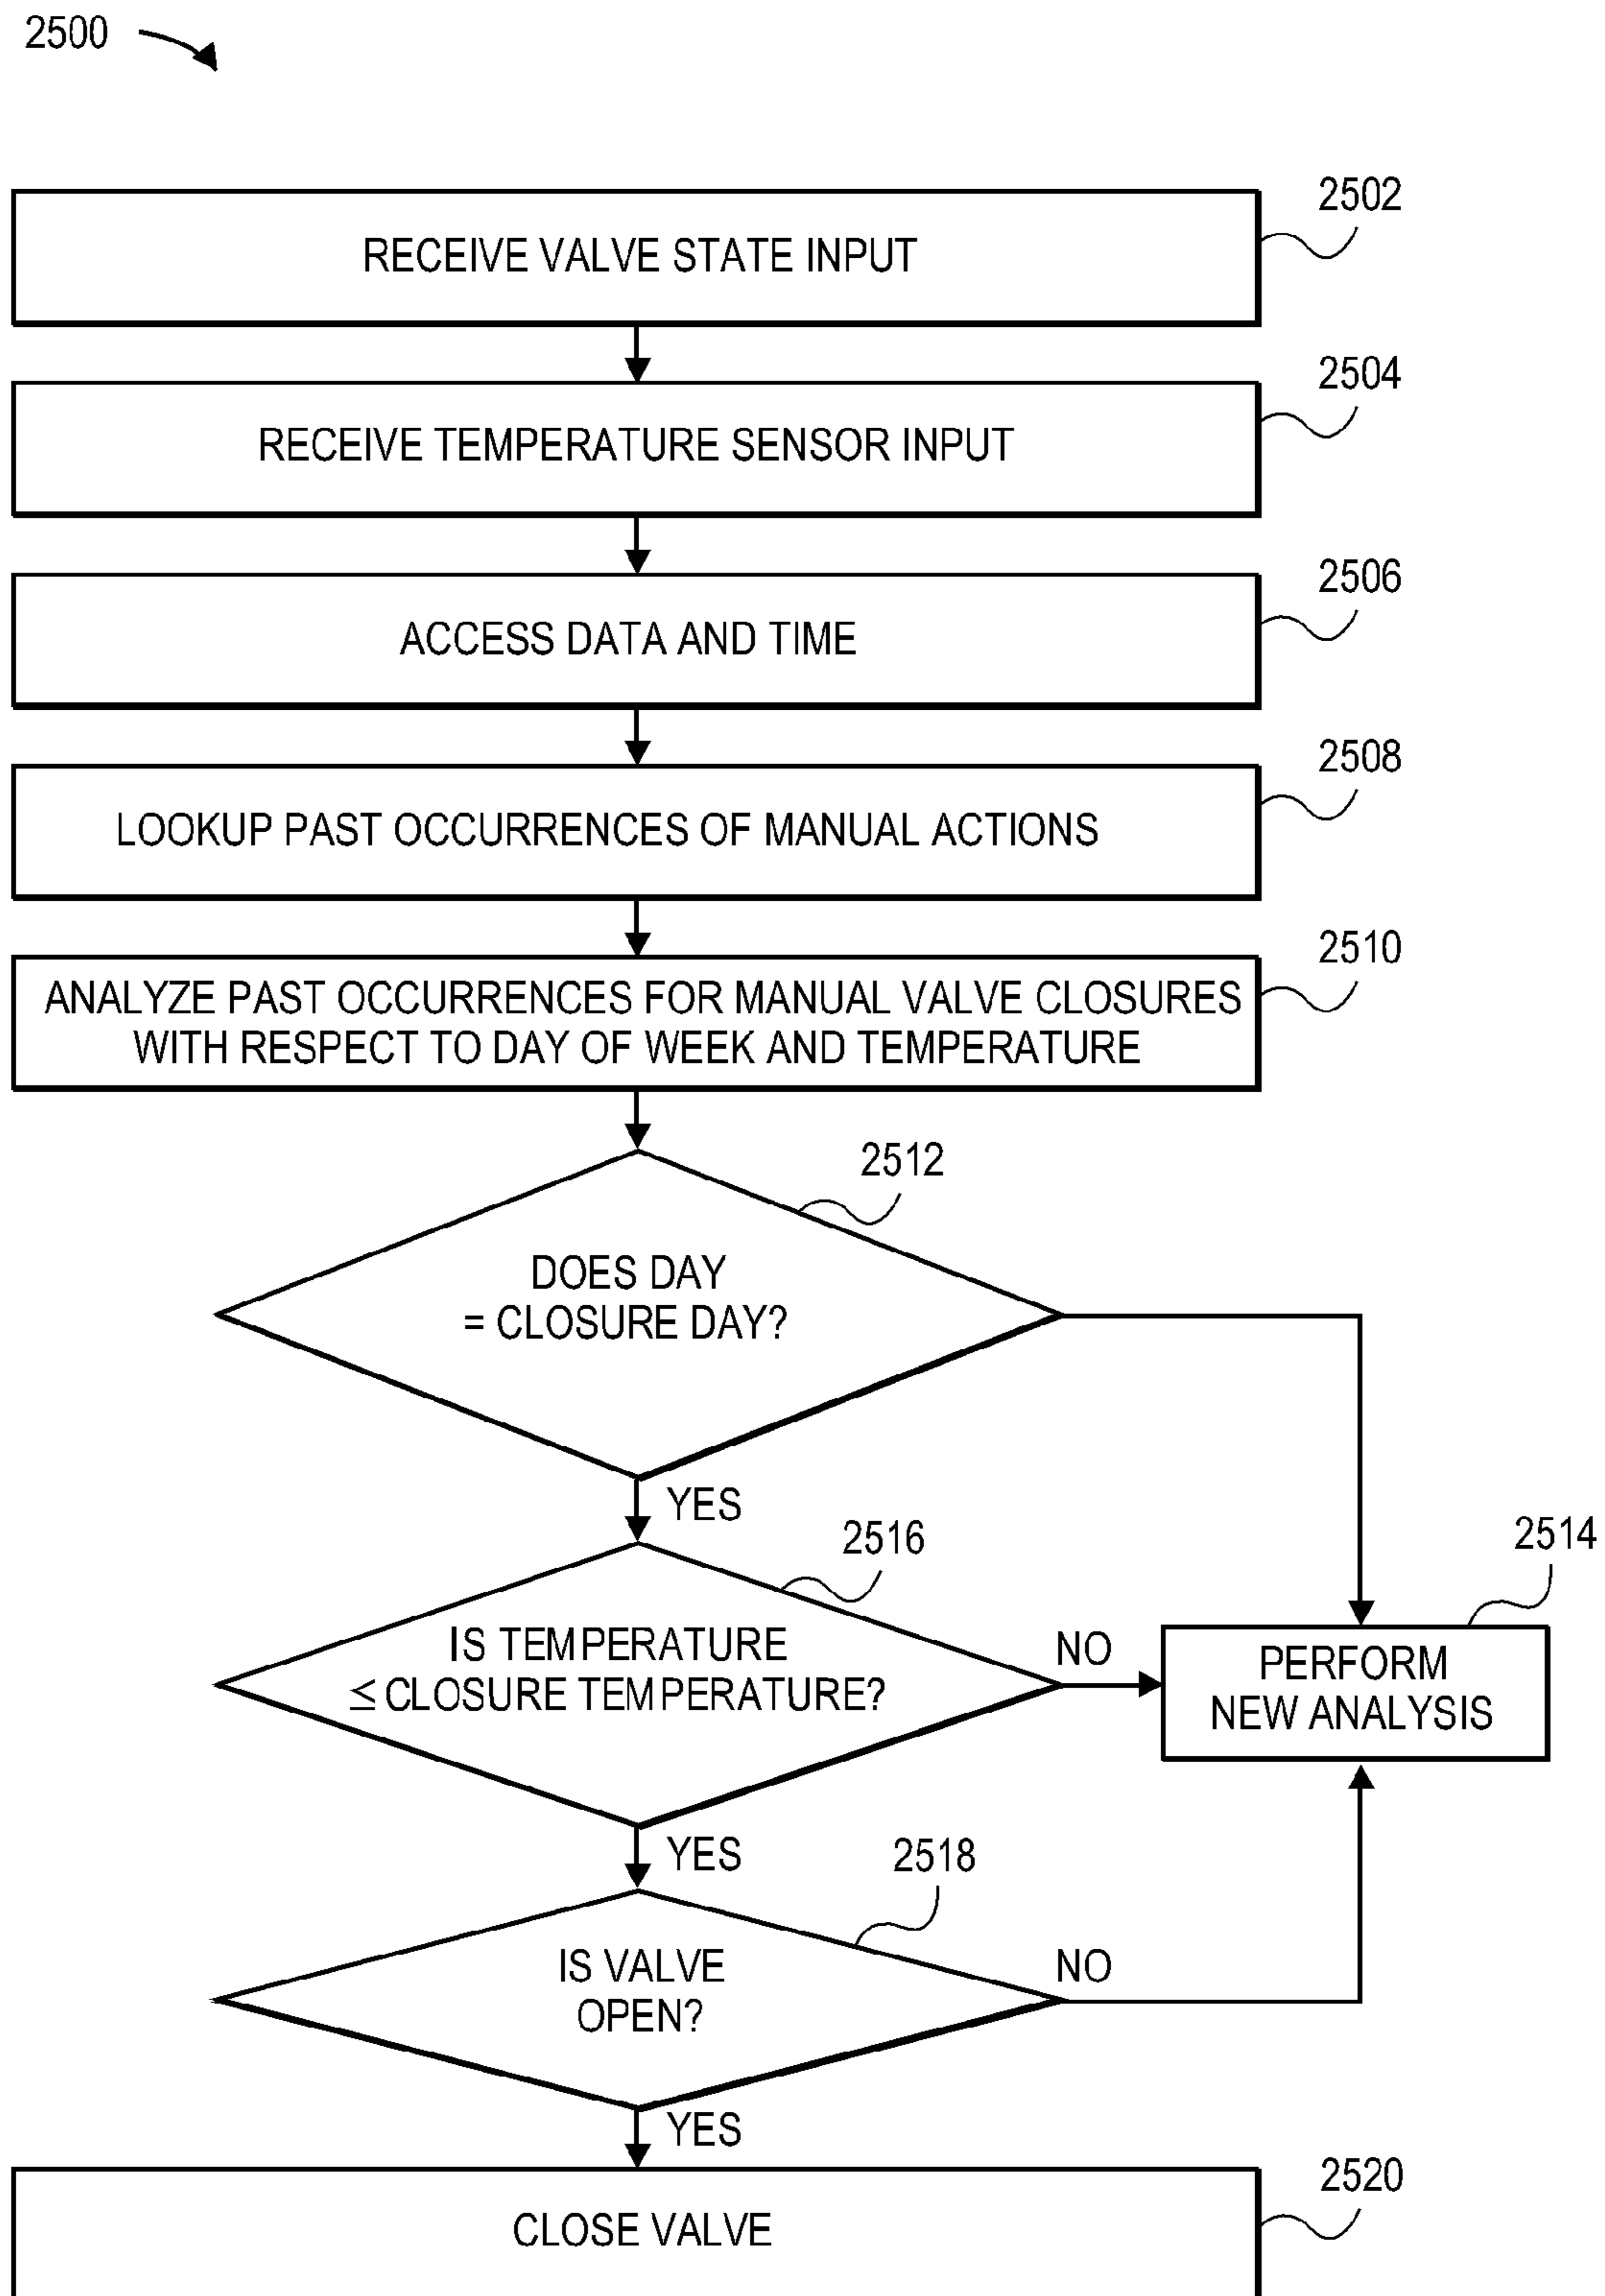 2500
2502
RECEIVE VALVE STATE INPUT
2504
RECEIVE TEMPERATURE SENSOR INPUT
2506
ACCESS DATA AND TIME
2508
LOOKUP PAST OCCURRENCES OF MANUAL ACTIONS
2510
ANALYZE PAST OCCURRENCES FOR MANUAL VALVE CLOSURES
WITH RESPECT TO DAY OF WEEK AND TEMPERATURE
2512
DOES DAY
= CLOSURE DAY?
YES
2516
2514
IS TEMPERATURE
≤ CLOSURE TEMPERATURE?
NO
PERFORM
NEW ANALYSIS
YES
2518
IS VALVE
OPEN?
NO
YES
2520
CLOSE VALVE